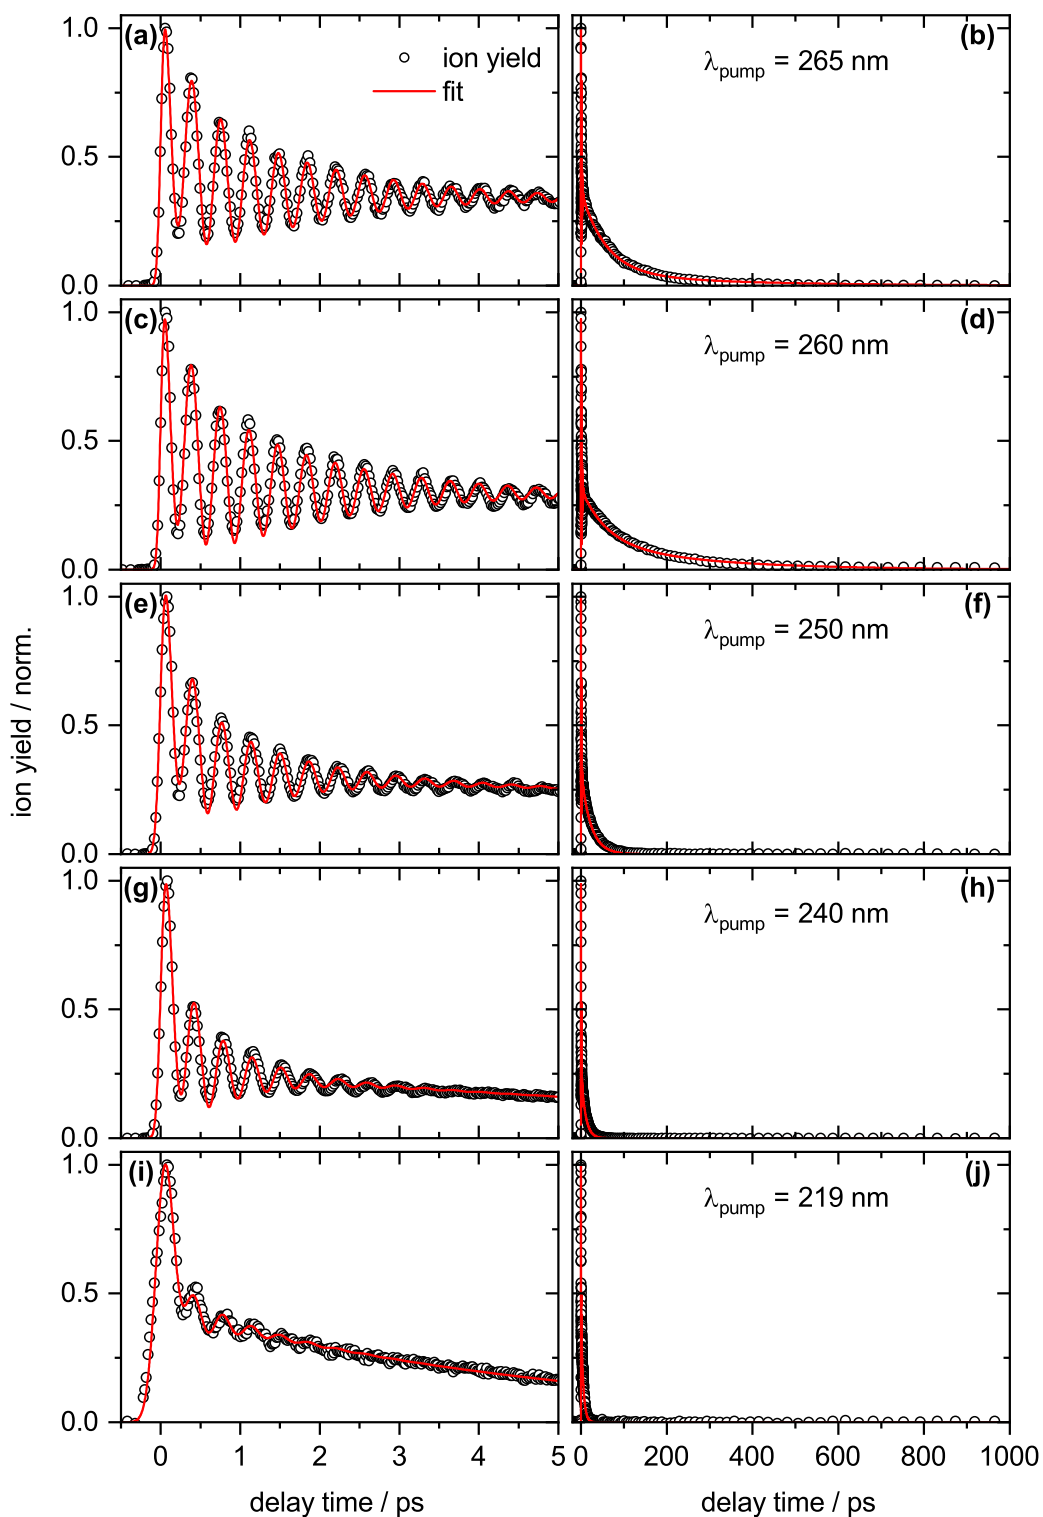 (a)
ion yield
fit
(b)
λpump = 265 nm
1.0
0.5
0.0
(c)
(d)
λpump = 260 nm
1.0
0.5
0.0
(e)
(f)
λpump = 250 nm
1.0
0.5
0.0
(g)
(h)
λpump = 240 nm
1.0
0.5
0.0
(i)
(j)
λpump = 219 nm
1.0
0.5
0.0
ion yield / norm.
0 1 2 3 4 5
0 200 400 600 800 1000
delay time / ps
delay time / ps